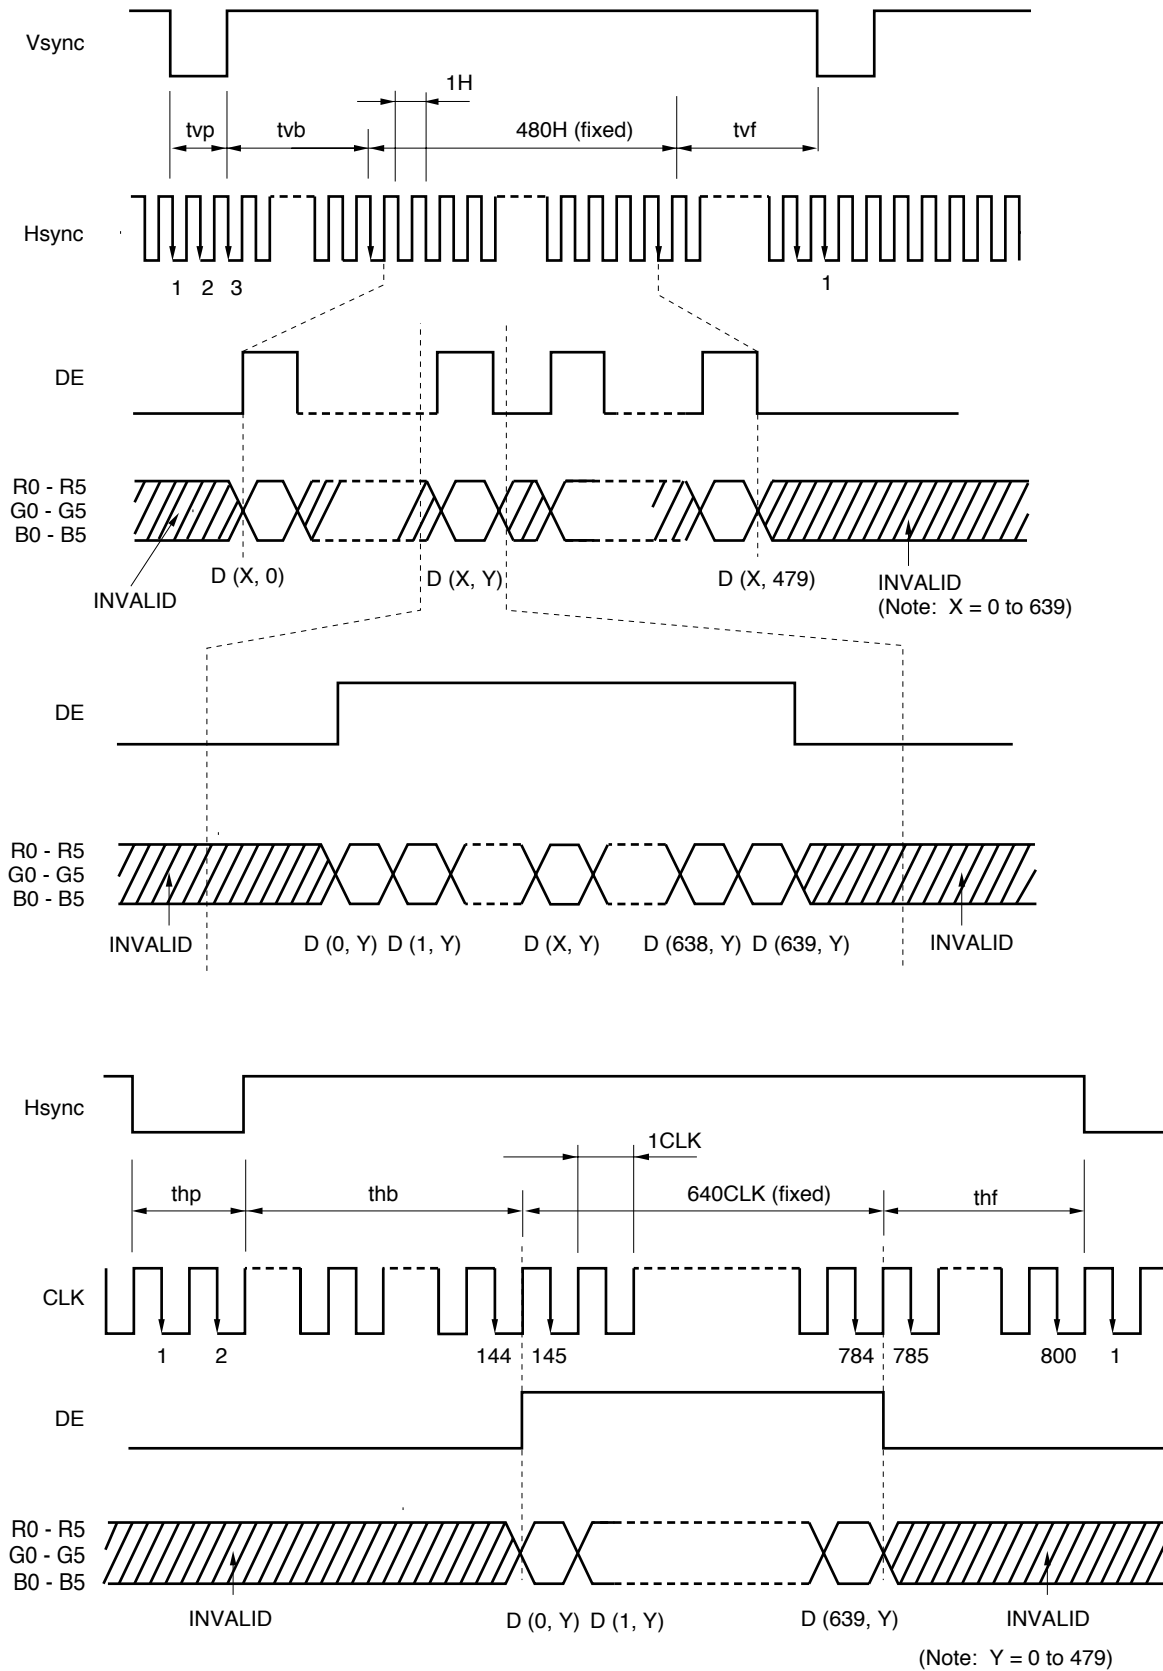 Vsync
1H
tvp
tvb
480H (fixed)
tvf
Hsync
1 2 3
1
DE
R0 - R5
G0 - G5
B0 - B5
D (X, 0)
D (X, Y)
D (X, 479)
INVALID
INVALID
(Note: X = 0 to 639)
DE
R0 - R5
G0 - G5
B0 - B5
INVALID
D (0, Y) D (1, Y)
D (X, Y)
D (638, Y) D (639, Y)
INVALID
Hsync
1CLK
thp
thb
640CLK (fixed)
thf
CLK
1 2
144 145
784 785
800 1
DE
R0 - R5
G0 - G5
B0 - B5
INVALID
D (0, Y) D (1, Y)
D (639, Y)
INVALID
(Note: Y = 0 to 479)